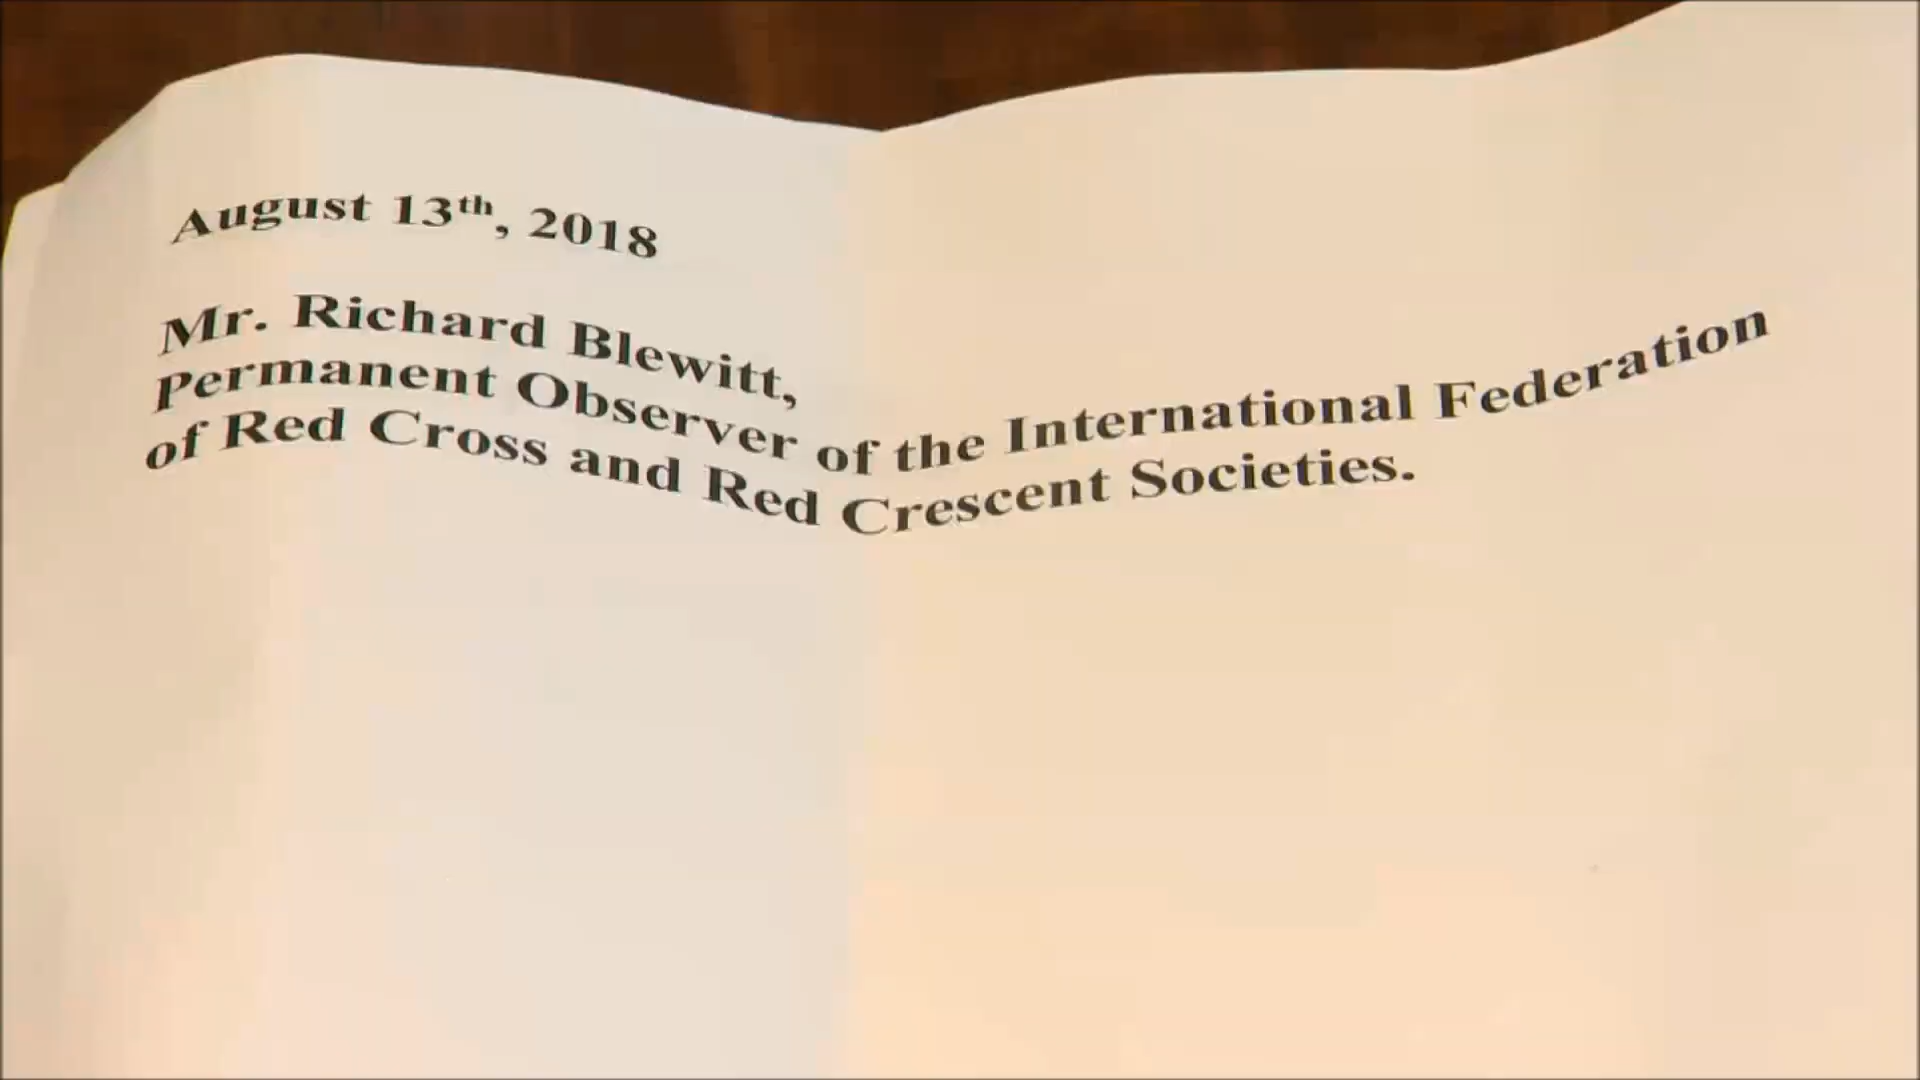 August 13th, 2018
Mr. Richard Blewitt,
Permanent Observer of the International Federation
of Red Cross and Red Crescent Societies.